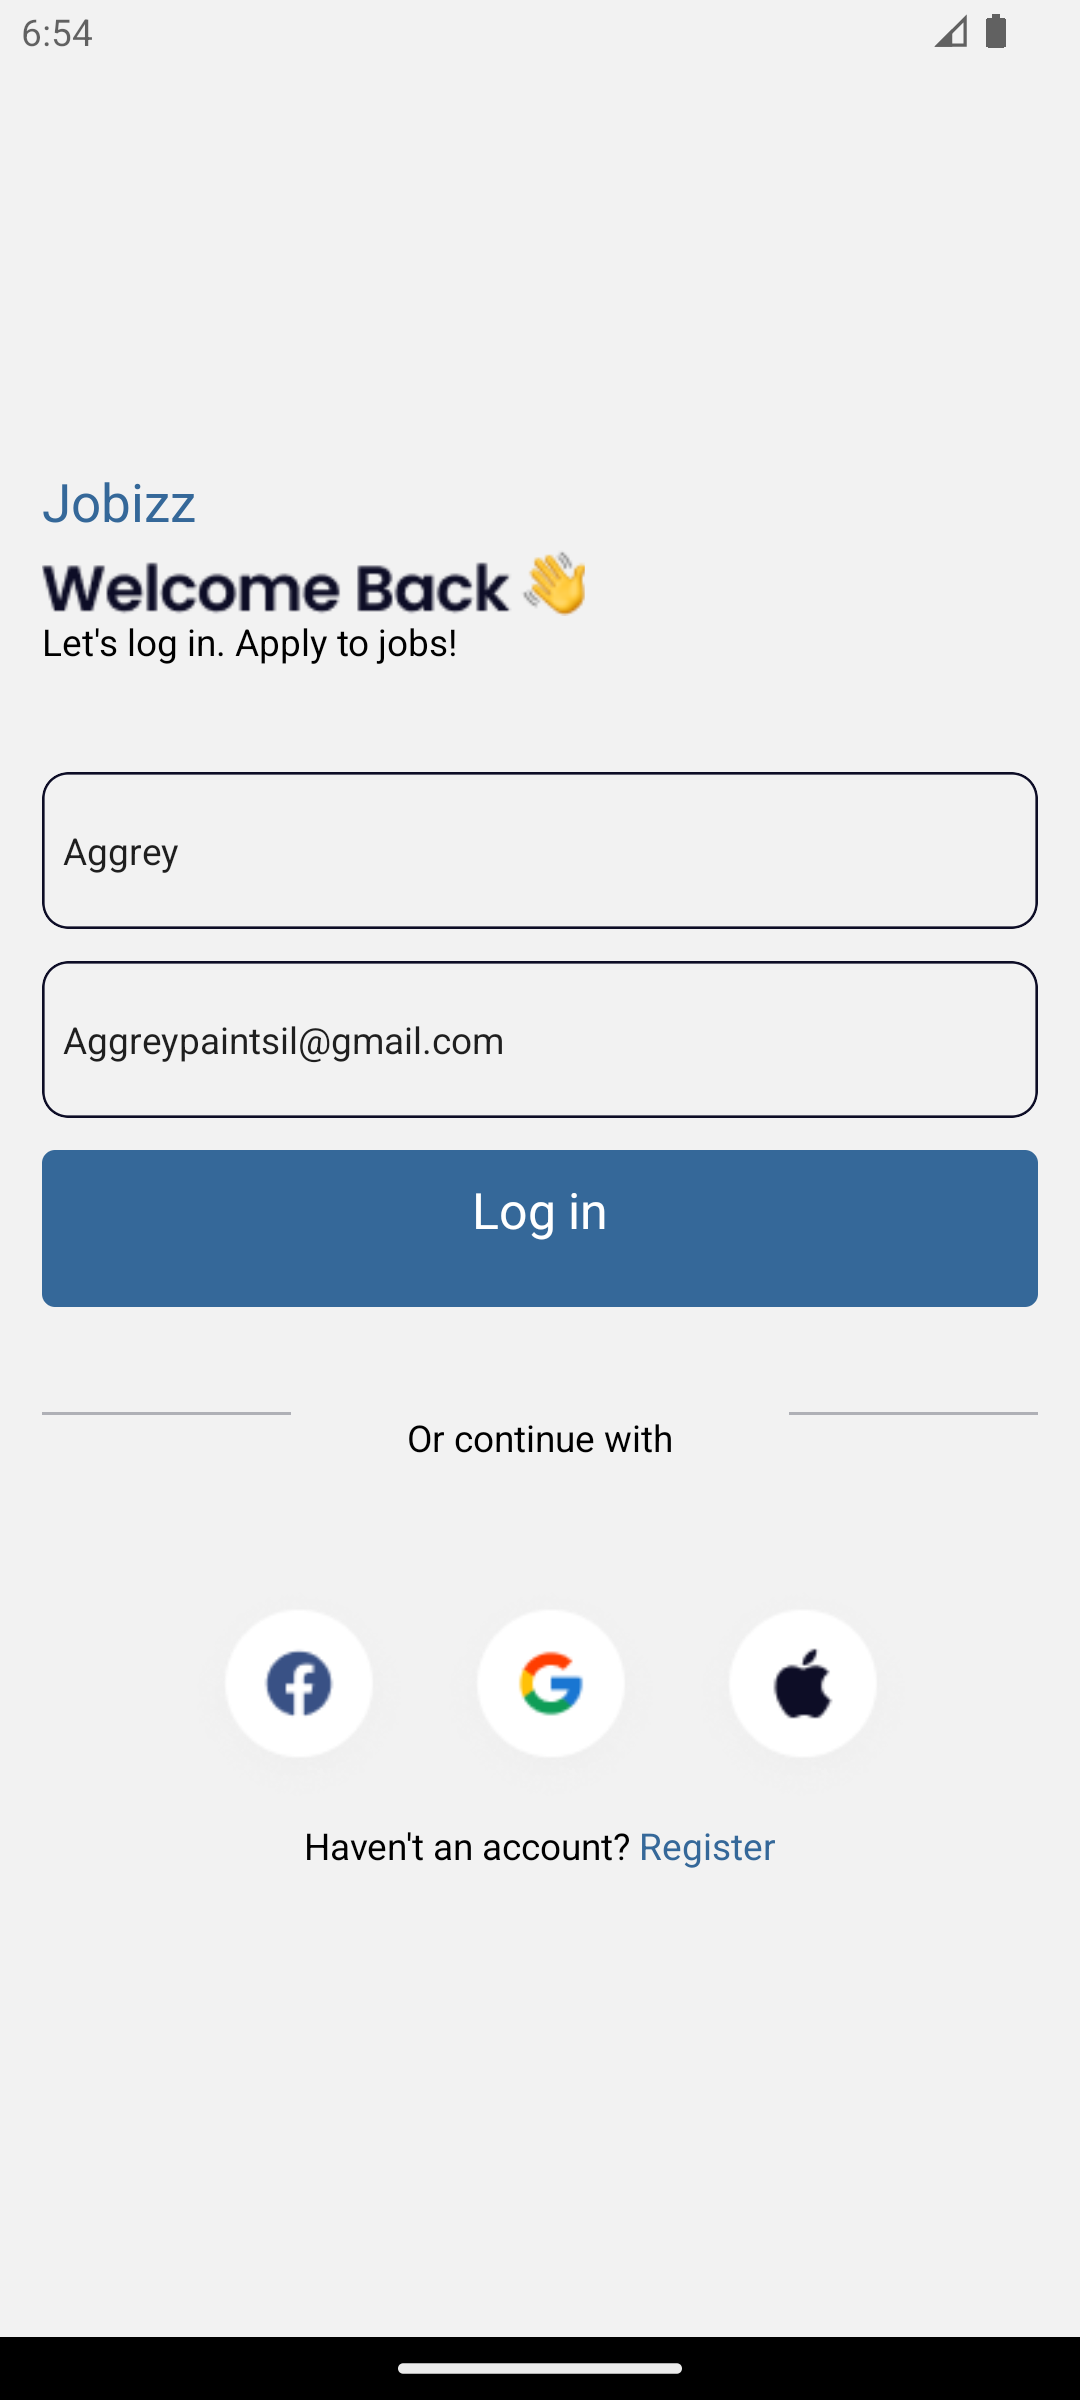 6:54
Jobizz
Welcome Back 👋
Let's log in. Apply to jobs!
Aggrey
Aggreypaintsil@gmail.com
Log in
Or continue with
Haven't an account? Register